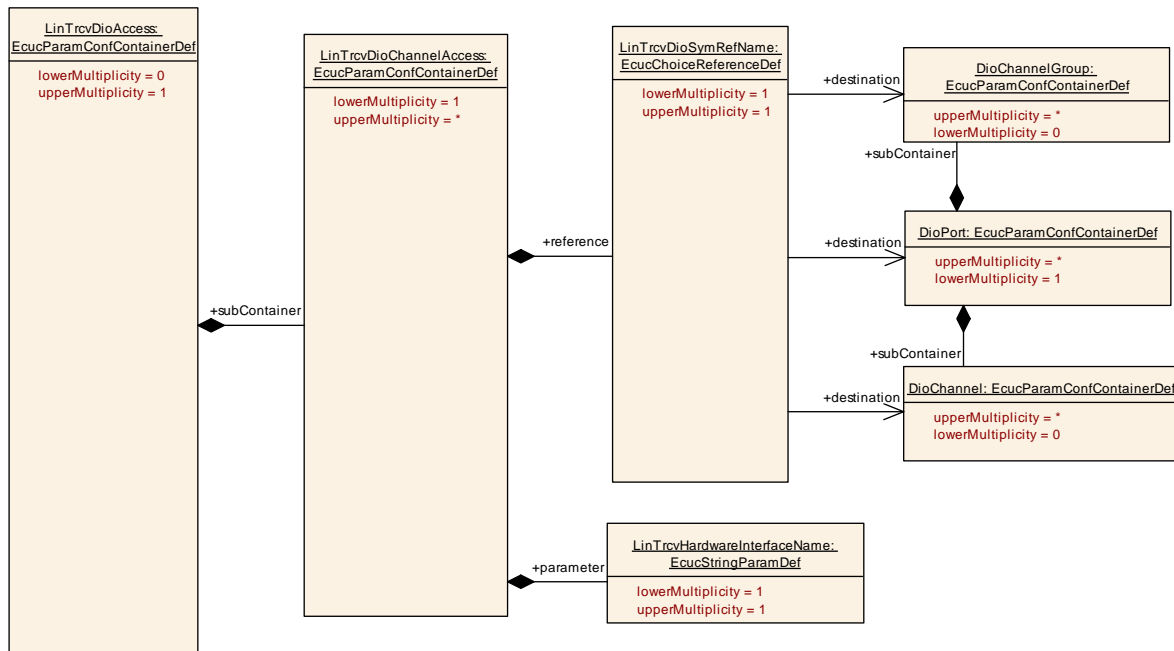 LinTrcvDioAccess:
EcucParamConfContainerDef
lowerMultiplicity = 0
upperMultiplicity = 1
+subContainer
LinTrcvDioChannelAccess:
EcucParamConfContainerDef
lowerMultiplicity = 1
upperMultiplicity = *
+reference
+parameter
LinTrcvDioSymRefName:
EcucChoiceReferenceDef
lowerMultiplicity = 1
upperMultiplicity = 1
+destination
+destination
+destination
LinTrcvHardwareInterfaceName:
EcucStringParamDef
lowerMultiplicity = 1
upperMultiplicity = 1
DioChannelGroup:
EcucParamConfContainerDef
upperMultiplicity = *
lowerMultiplicity = 0
+subContainer
DioPort: EcucParamConfContainerDef
upperMultiplicity = *
lowerMultiplicity = 1
+subContainer
DioChannel: EcucParamConfContainerDef
upperMultiplicity = *
lowerMultiplicity = 0